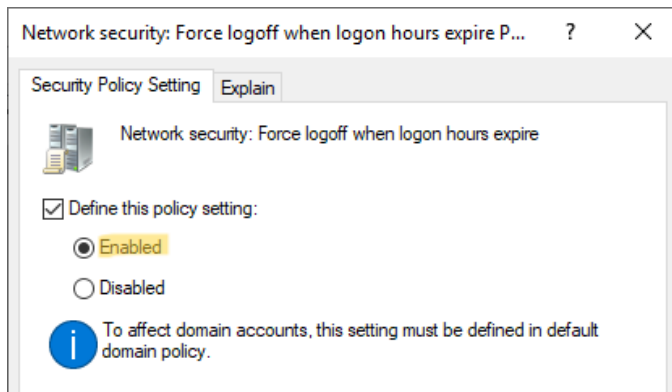 Network security: Force logoff when logon hours expire P... ?
Security Policy Setting Explain
Network security: Force logoff when logon hours expire
Define this policy setting:
Enabled
Disabled
To affect domain accounts, this setting must be defined in default
domain policy.